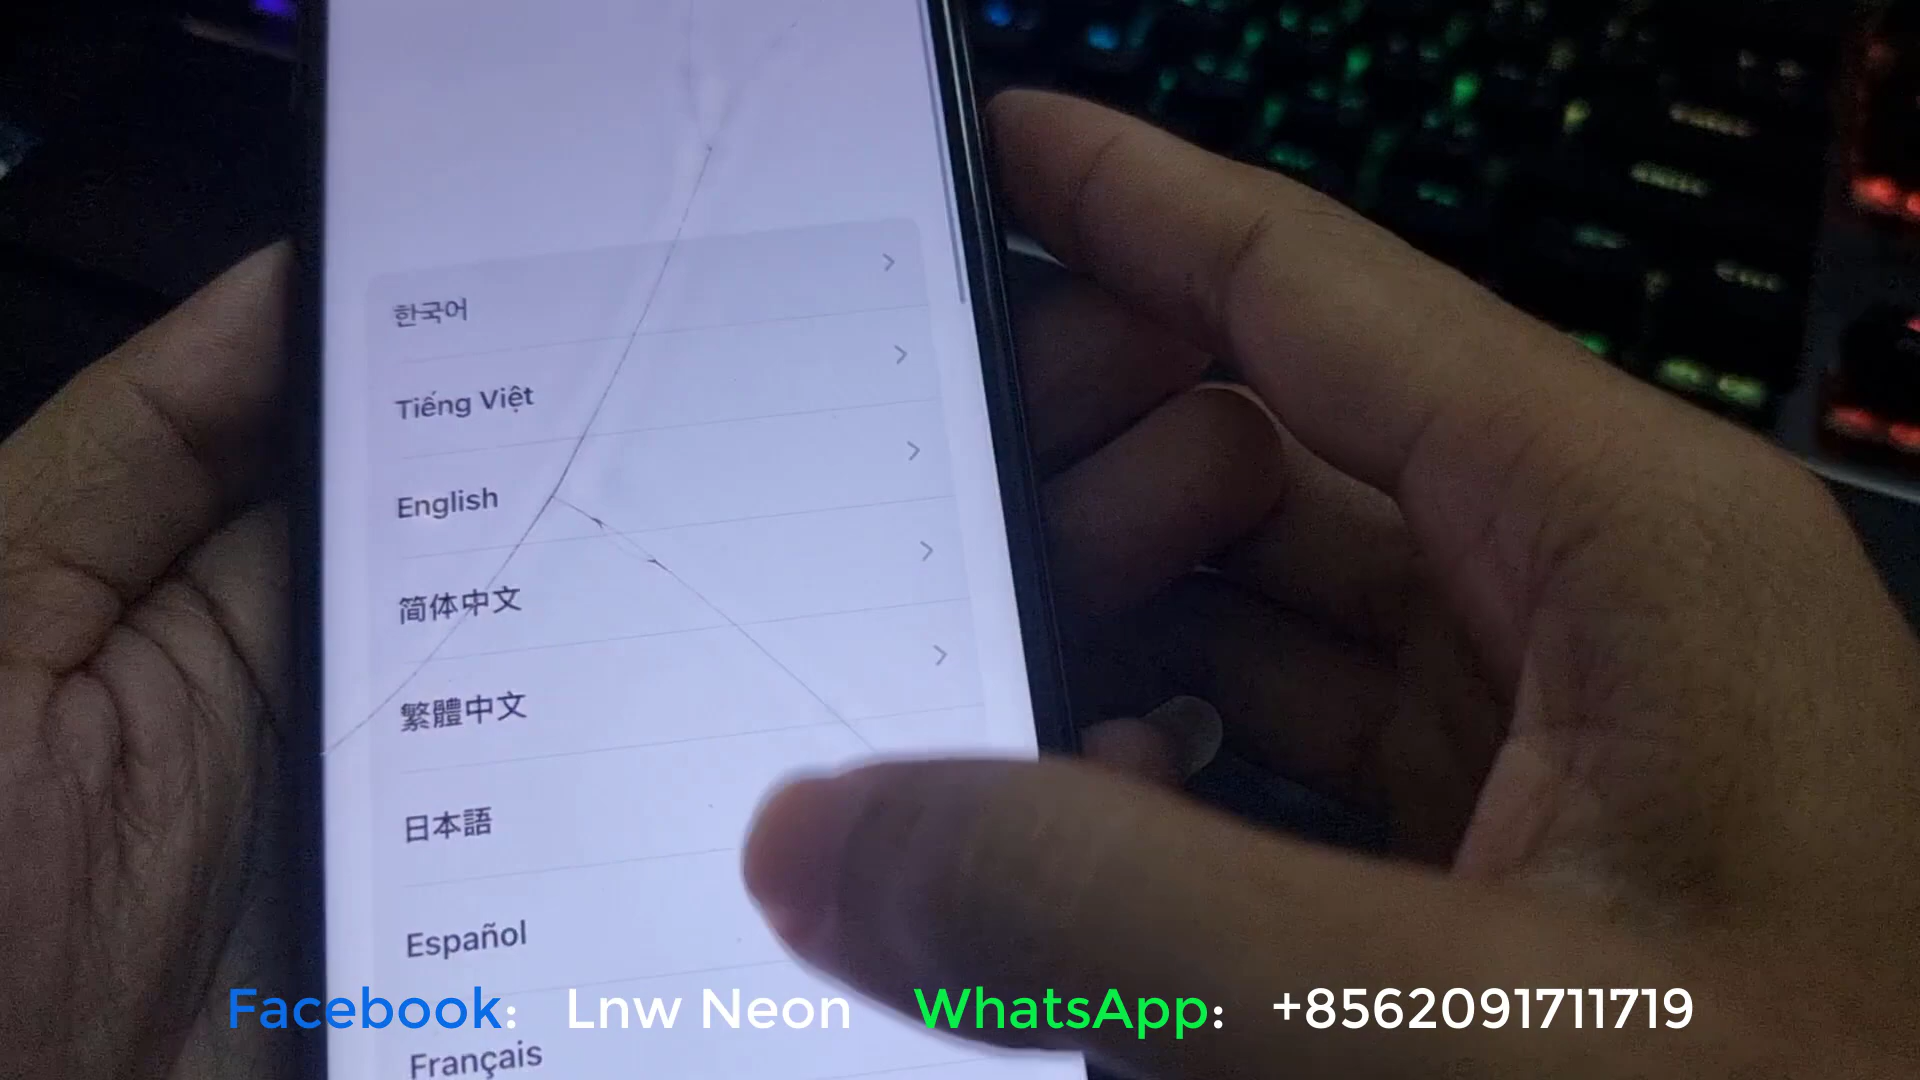 한국어
Tiếng Việt
English
简体中文
繁體中文
日本語
Español
Français
Facebook: Lnw Neon WhatsApp: +8562091711719